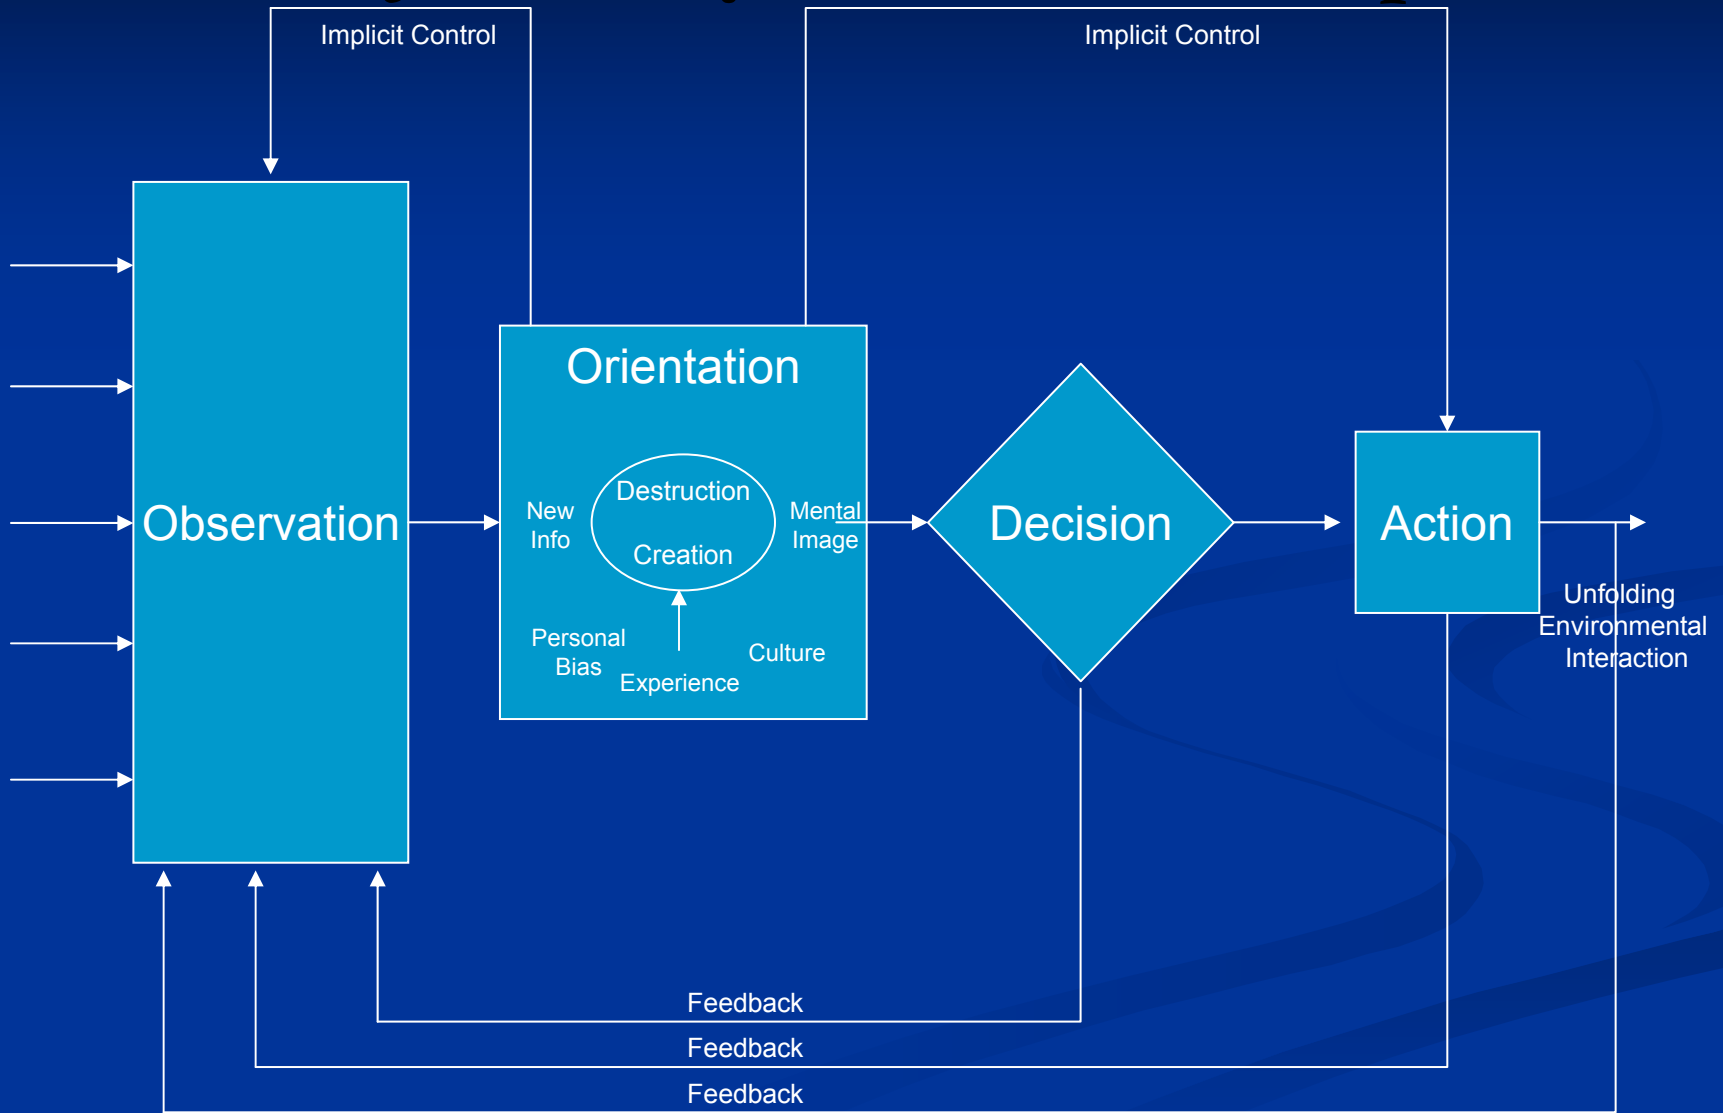 Implicit Control
Implicit Control
Observation
Orientation
New
Info
Destruction
Creation
Mental
Image
Personal
Bias
Experience
Culture
Decision
Action
Unfolding
Environmental
Interaction
Feedback
Feedback
Feedback